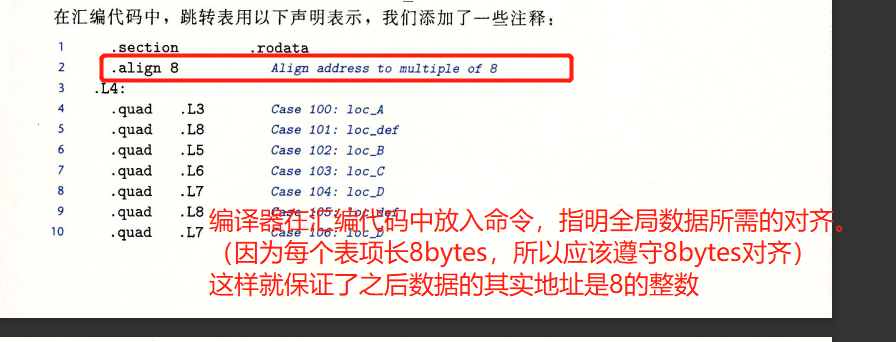 在汇编代码中，跳转表用以下声明表示，我们添加了一些注释：
1 .section .rodata
2 .align 8 Align address to multiple of 8
3 .L4:
4 .quad .L3 Case 100: loc_A
5 .quad .L8 Case 101: loc_def
6 .quad .L5 Case 102: loc_B
7 .quad .L6 Case 103: loc_C
8 .quad .L7 Case 104: loc_D
9 .quad .L8 Case 105: loc_def
10 .quad .L7 Case 106: loc_D
编译器在汇编代码中放入命令，指明全局数据所需的对齐。
（因为每个表项长8bytes，所以应该遵守8bytes对齐）
这样就保证了之后数据的其实地址是8的整数